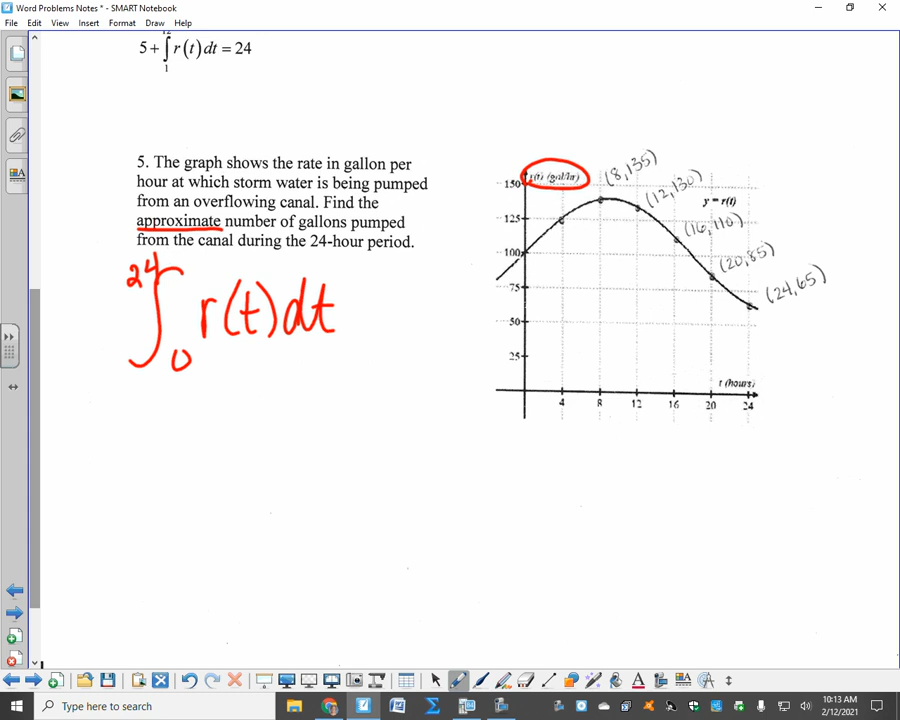 Word Problems Notes * - SMART Notebook
File Edit View Insert Format Draw Help
5 + ∫ r(t) dt = 24
1
5. The graph shows the rate in gallon per
hour at which storm water is being pumped
from an overflowing canal. Find the
approximate number of gallons pumped
from the canal during the 24-hour period.
24
∫ r(t)dt
0
r(t) (gal/hr)
(8,135)
150
(12,130)
y = r(t)
125
(16,110)
100
(20,85)
75
(24,65)
50
25
t (hours)
4 8 12 16 20 24
Type here to search
10:13 AM
2/12/2021